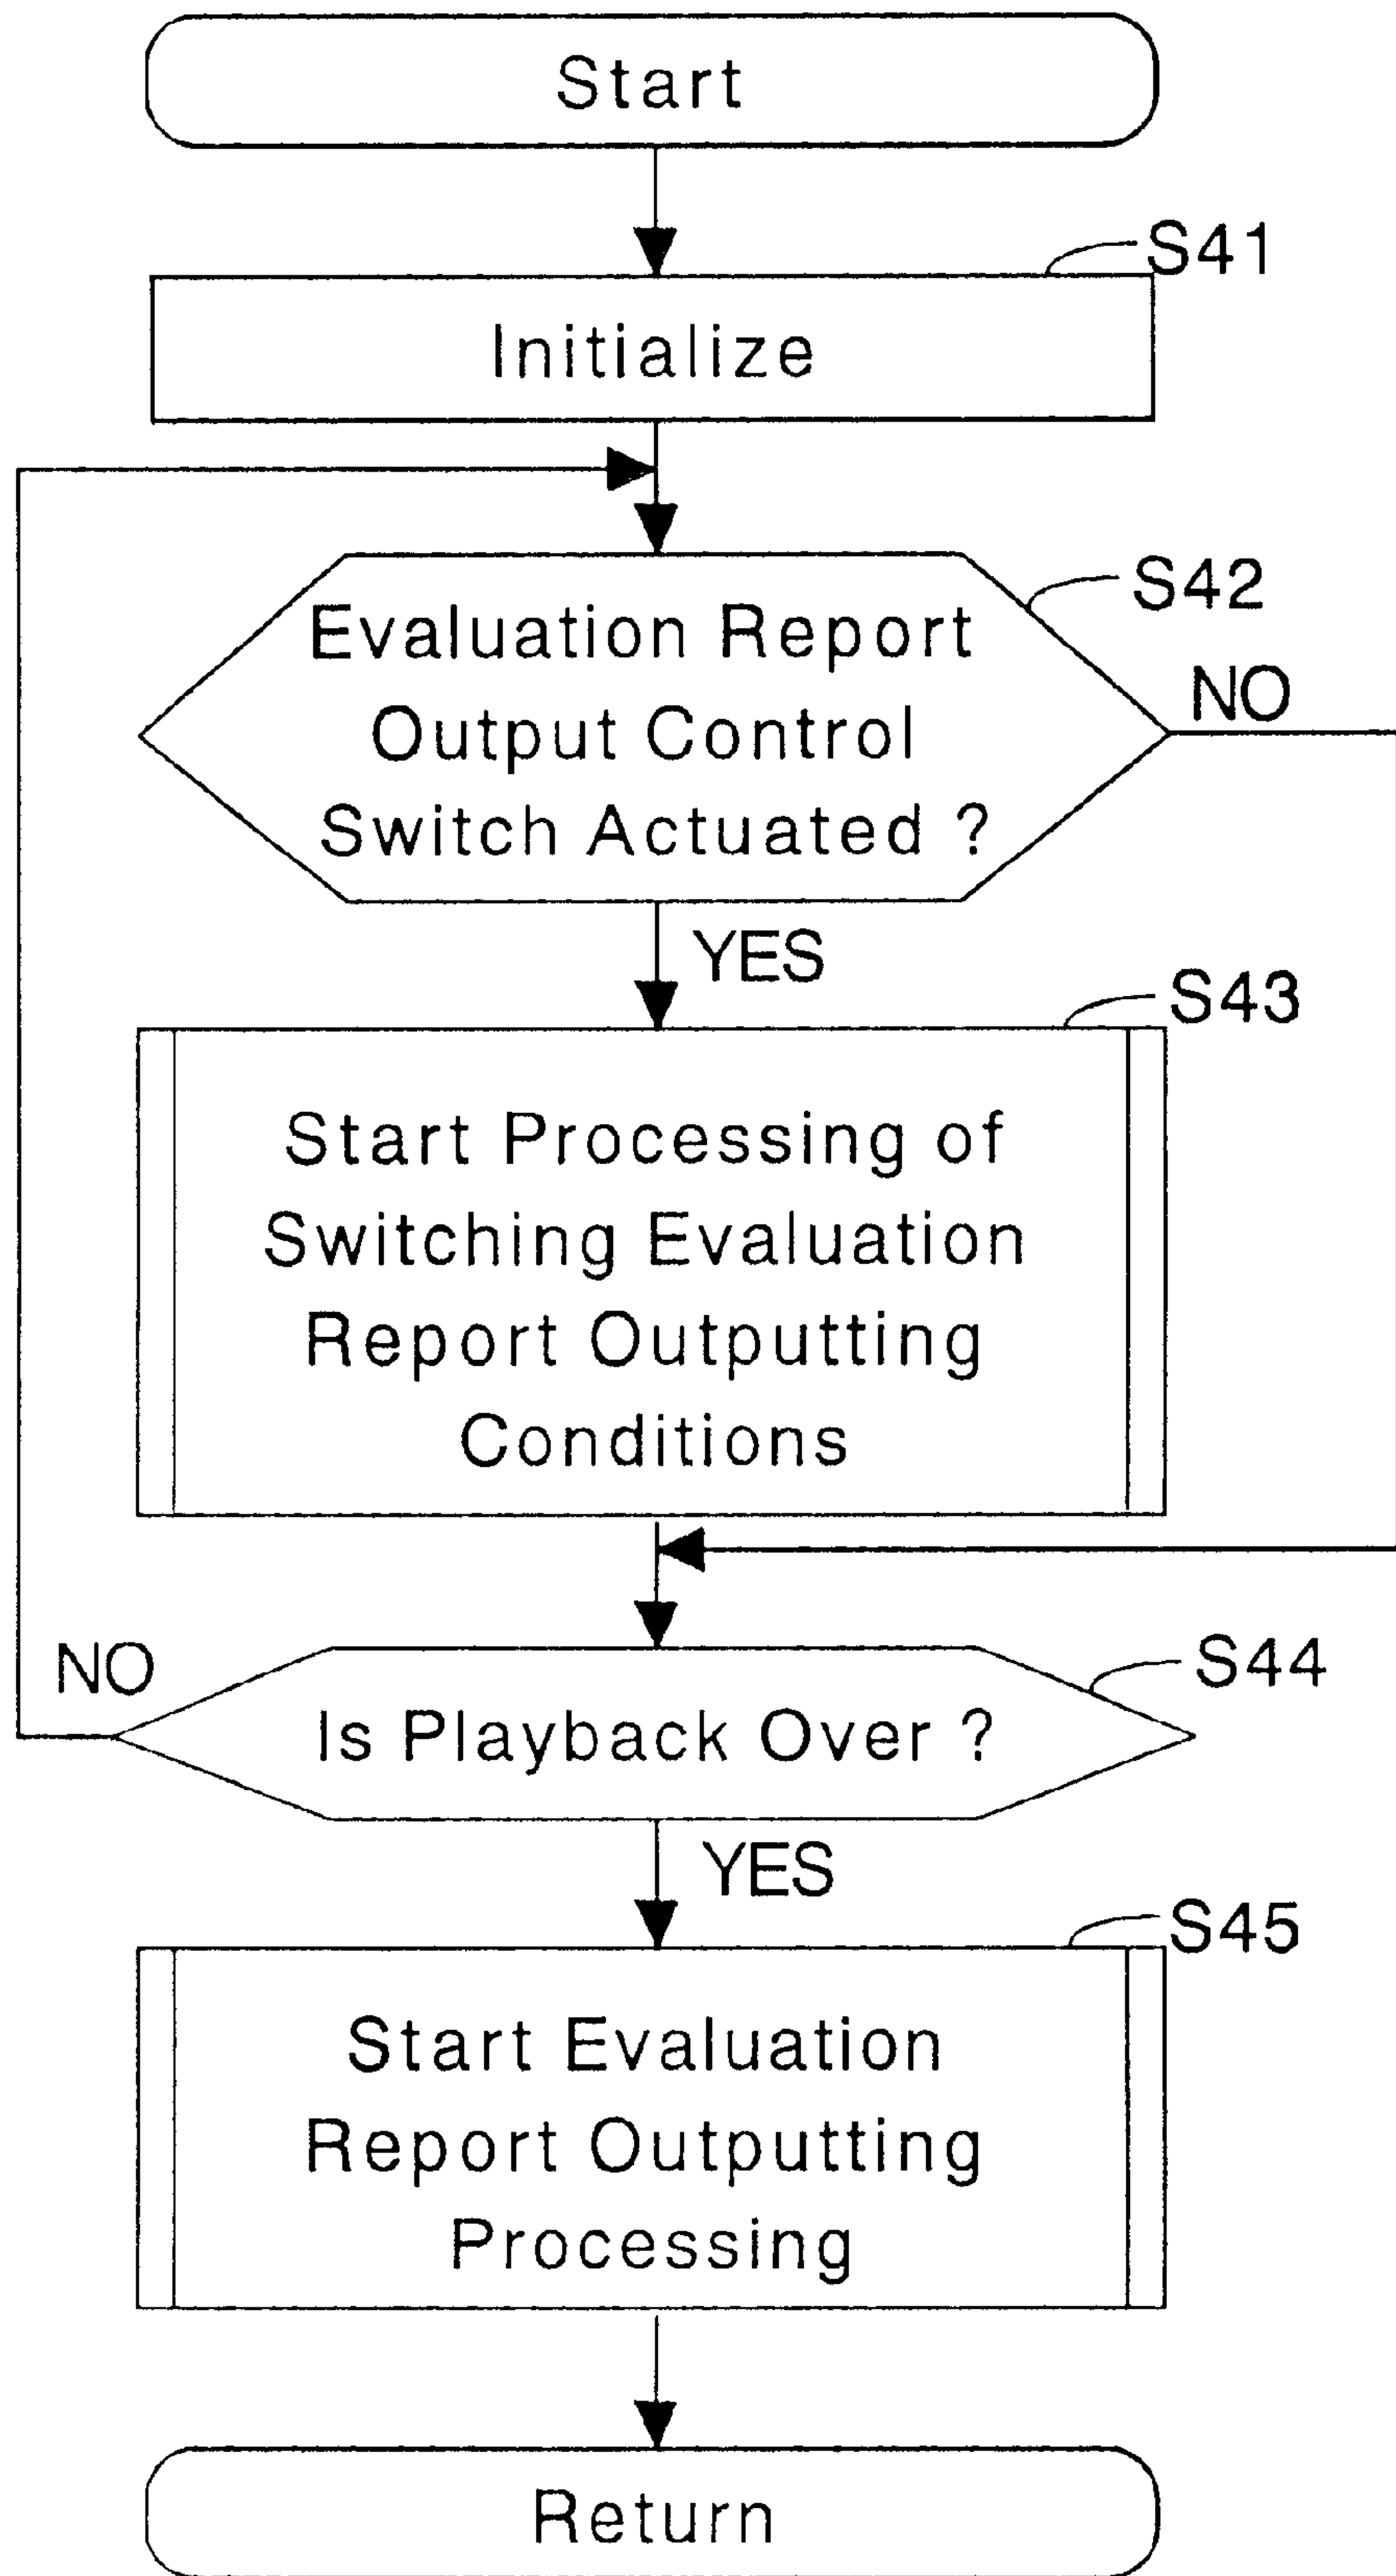 Start
S41
Initialize
S42
Evaluation Report
Output Control
Switch Actuated ?
NO
YES
S43
Start Processing of
Switching Evaluation
Report Outputting
Conditions
S44
NO
Is Playback Over ?
YES
S45
Start Evaluation
Report Outputting
Processing
Return